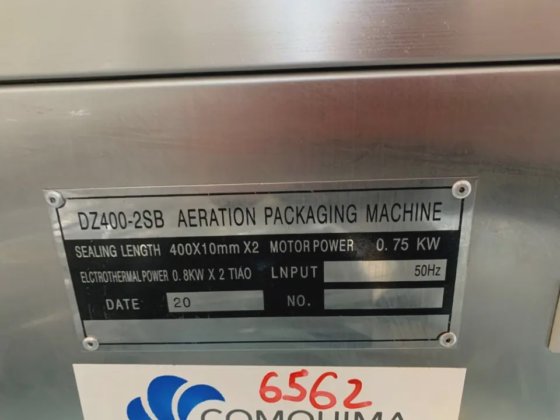 DZ400-2SB AERATION PACKAGING MACHINE
SEALING LENGTH 400X10mm X2 MOTOR POWER 0.75 KW
ELCTROTHERMAL POWER 0.8KW X 2 TIAO LNPUT 50Hz
DATE 20 NO.
6562
COMQUIMA